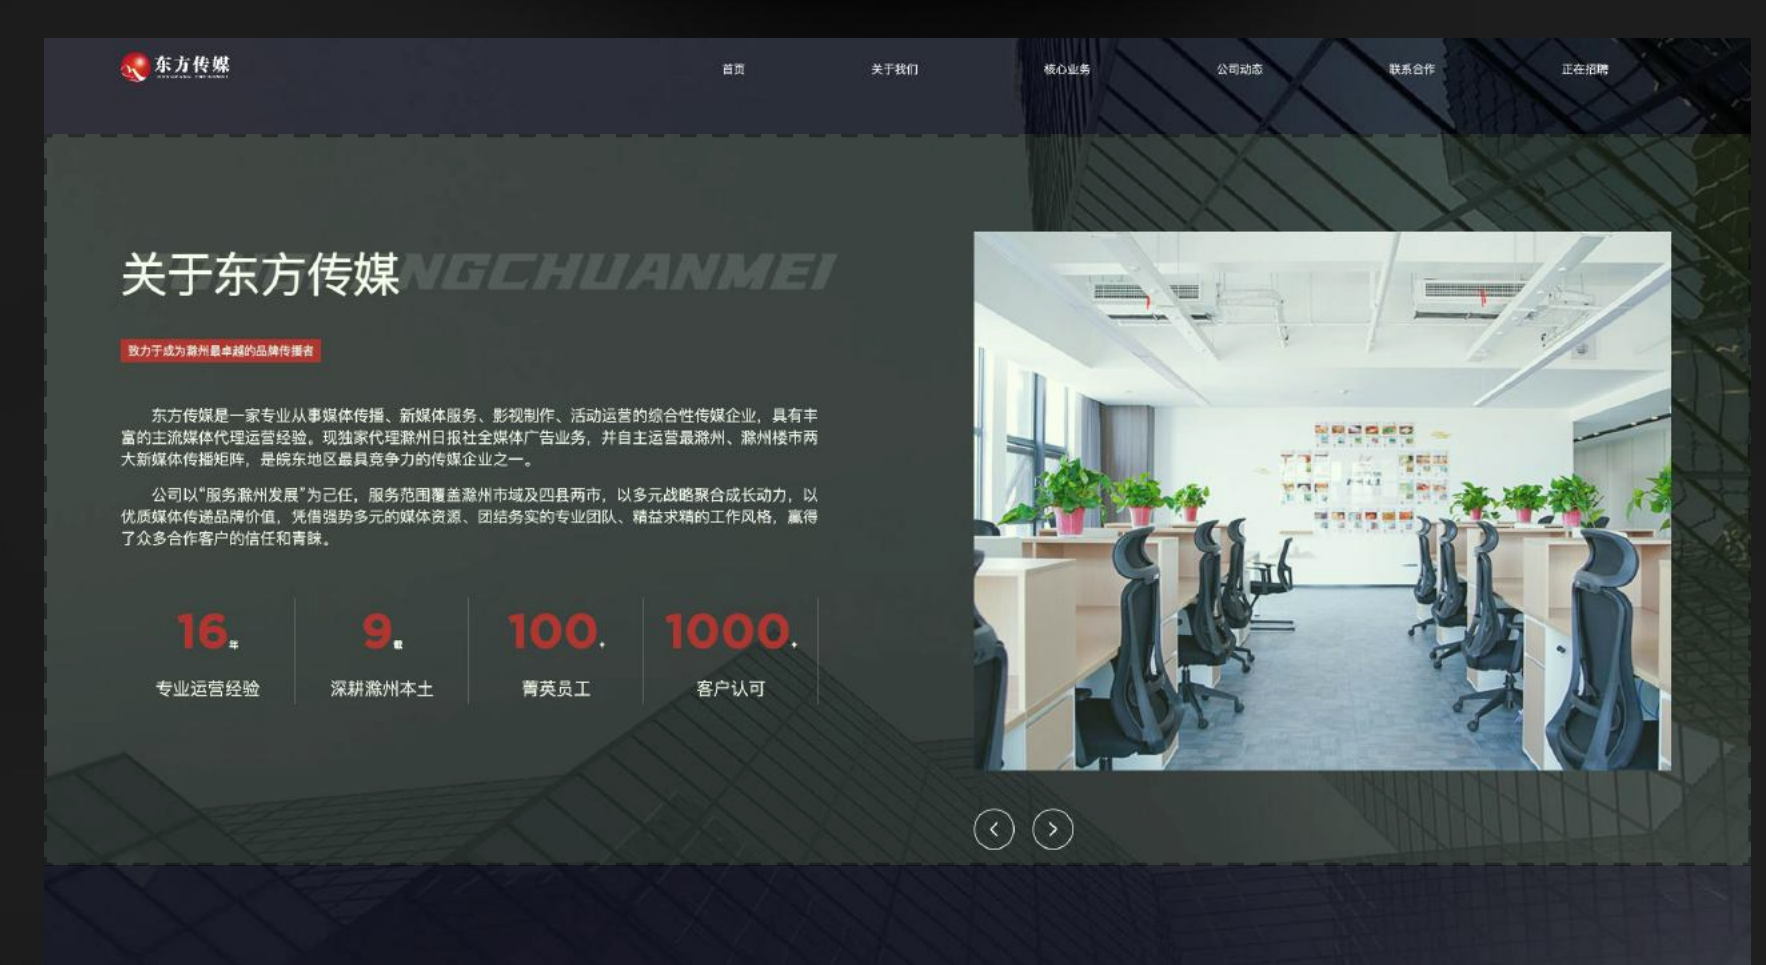 东方传媒
首页
关于我们
核心业务
公司动态
联系合作
正在招聘
关于东方传媒
NGCHUANMEI
致力于成为滁州最卓越的品牌传播者
东方传媒是一家专业从事媒体传播、新媒体服务、影视制作、活动运营的综合性传媒企业，具有丰
富的主流媒体代理运营经验。现独家代理滁州日报社全媒体广告业务，并自主运营最滁州、滁州楼市两
大新媒体传播矩阵，是皖东地区最具竞争力的传媒企业之一。
公司以“服务滁州发展”为己任，服务范围覆盖滁州市域及四县两市，以多元战略聚合成长动力，以
优质媒体传递品牌价值，凭借强势多元的媒体资源、团结务实的专业团队、精益求精的工作风格，赢得
了众多合作客户的信任和青睐。
16年
9载
100+
1000+
专业运营经验
深耕滁州本土
菁英员工
客户认可